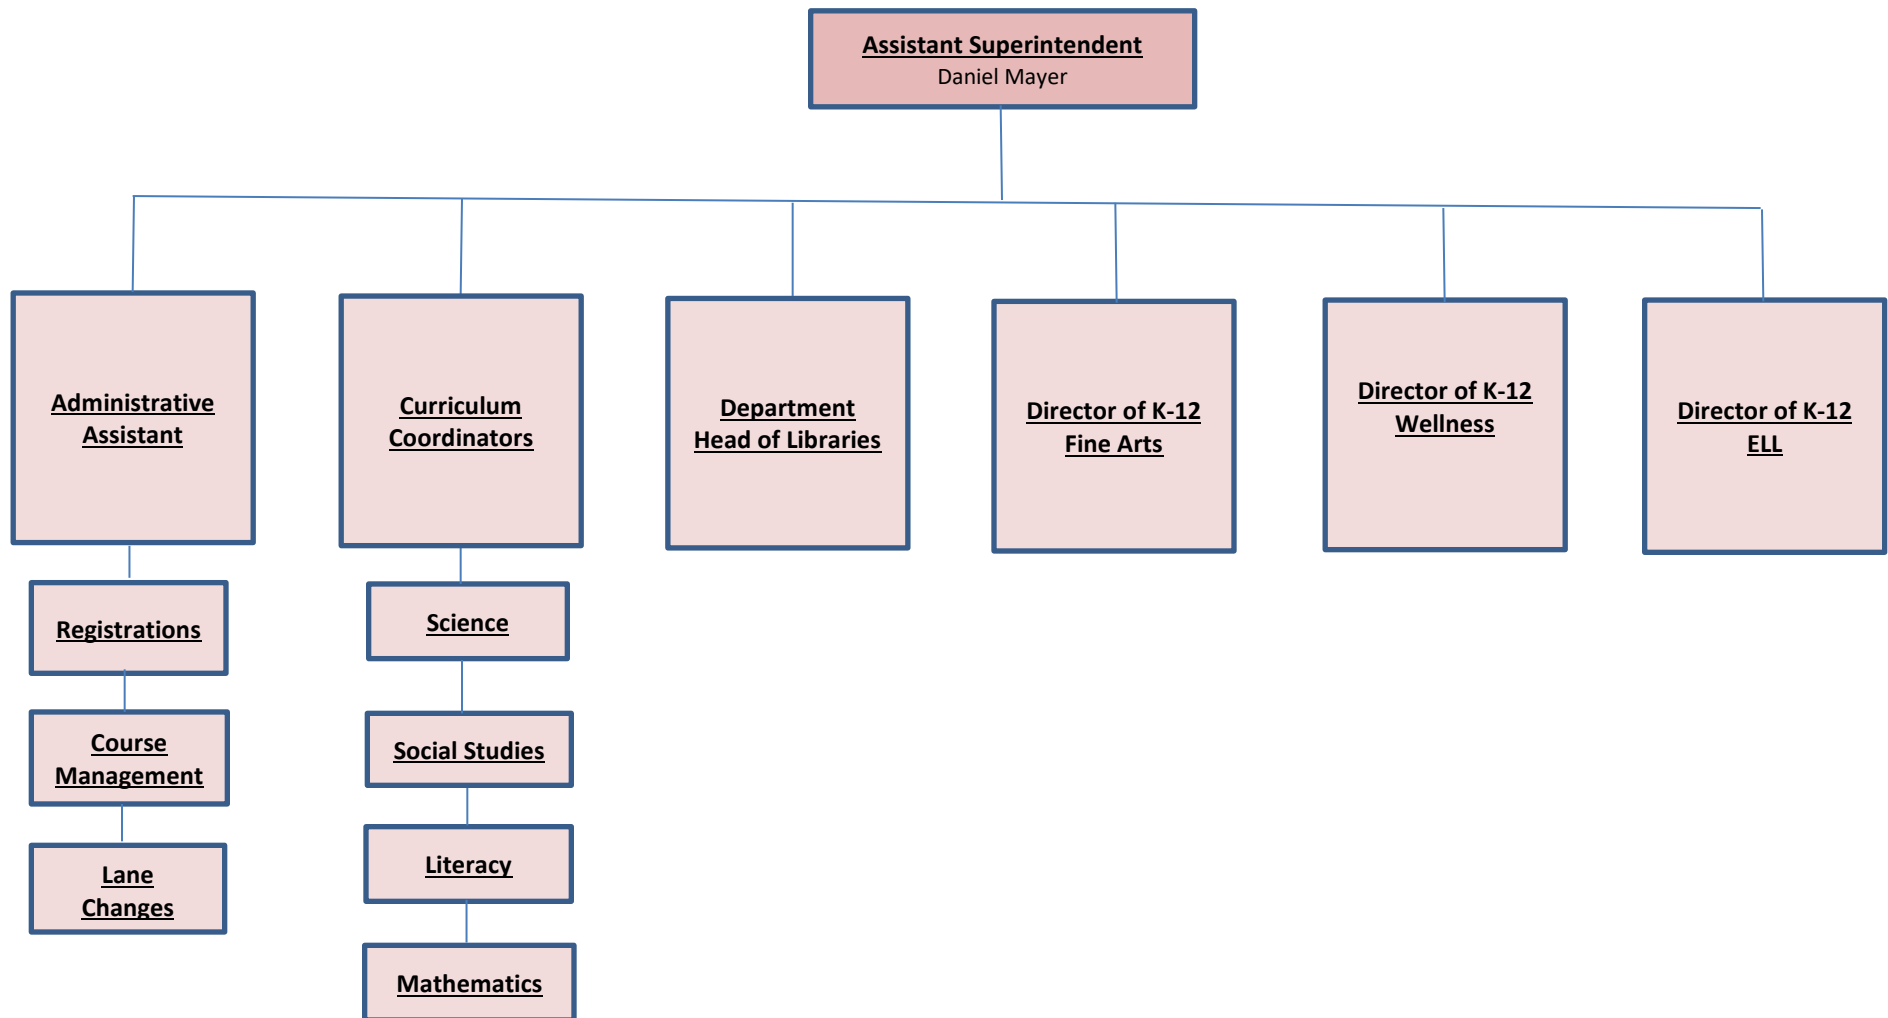 Assistant Superintendent
Daniel Mayer
Administrative
Assistant
Curriculum
Coordinators
Department
Head of Libraries
Director of K-12
Fine Arts
Director of K-12
Wellness
Director of K-12
ELL
Registrations
Course
Management
Lane
Changes
Science
Social Studies
Literacy
Mathematics